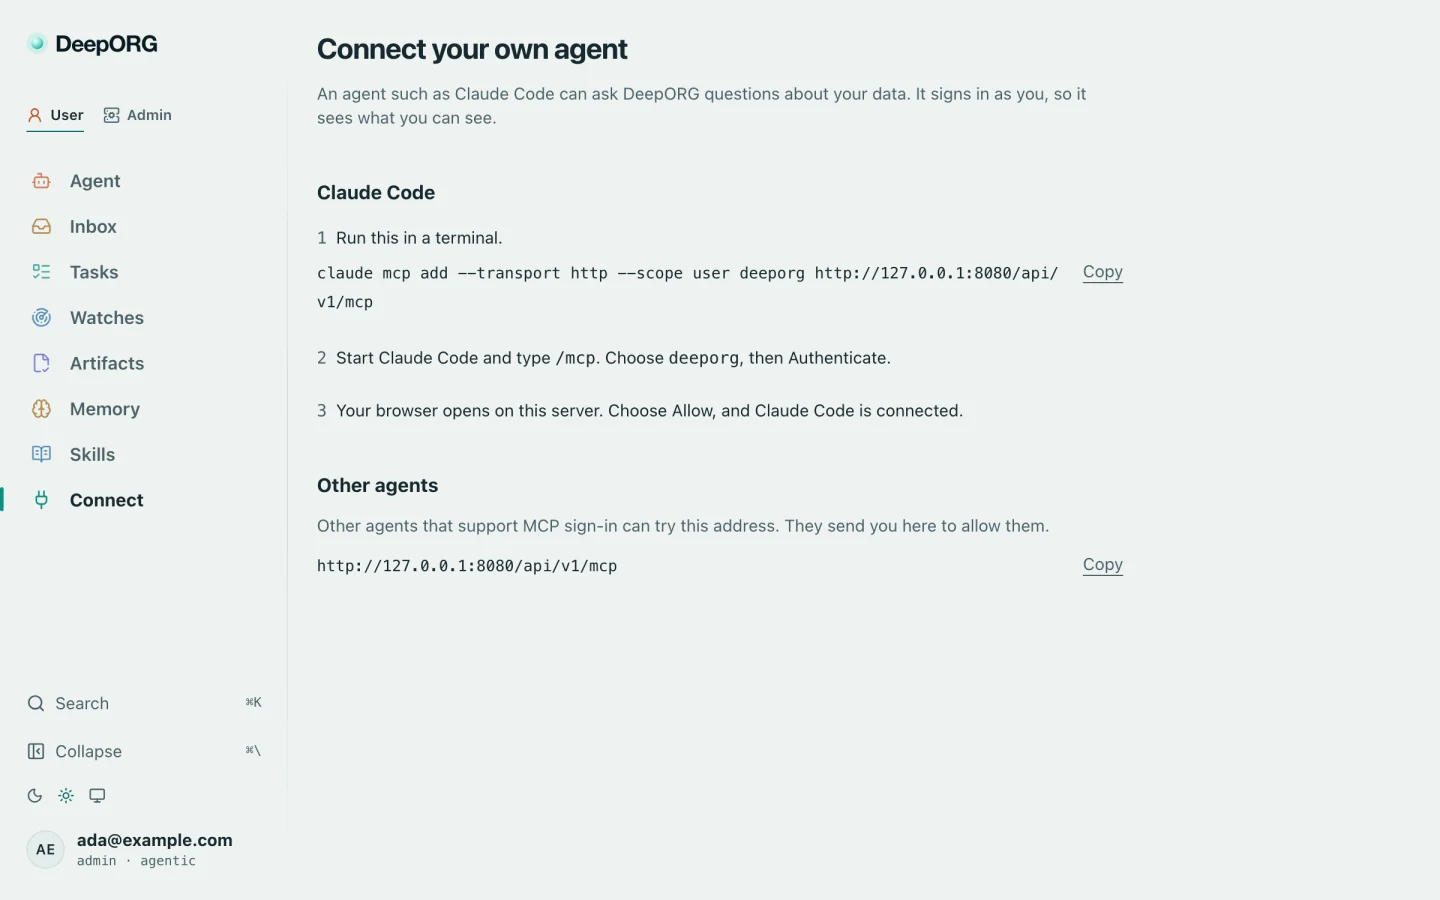 DeepORG
User
Admin
Agent
Inbox
Tasks
Watches
Artifacts
Memory
Skills
Connect
Search ⌘K
Collapse ⌘\
AE
ada@example.com
admin · agentic
Connect your own agent
An agent such as Claude Code can ask DeepORG questions about your data. It signs in as you, so it
sees what you can see.
Claude Code
1 Run this in a terminal.
claude mcp add --transport http --scope user deeporg http://127.0.0.1:8080/api/
v1/mcp
Copy
2 Start Claude Code and type /mcp. Choose deeporg, then Authenticate.
3 Your browser opens on this server. Choose Allow, and Claude Code is connected.
Other agents
Other agents that support MCP sign-in can try this address. They send you here to allow them.
http://127.0.0.1:8080/api/v1/mcp
Copy